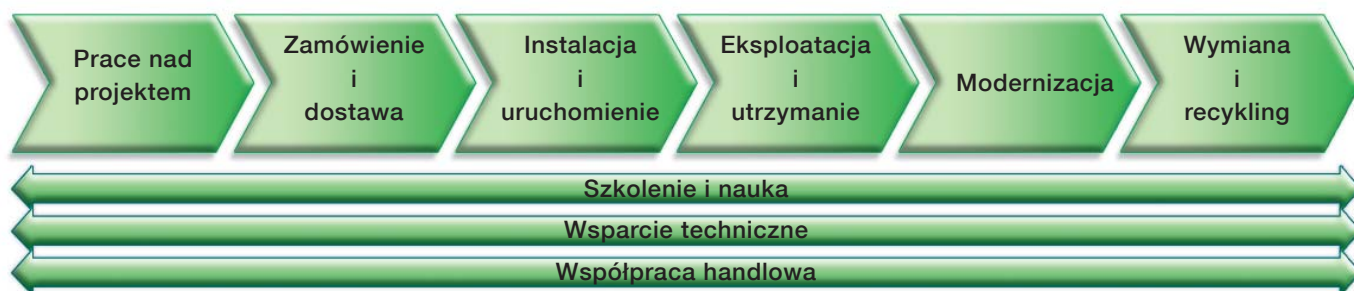 Prace nad
projektem
Zamówienie
i
dostawa
Instalacja
i
uruchomienie
Eksploatacja
i
utrzymanie
Modernizacja
Wymiana
i
recykling
Szkolenie i nauka
Wsparcie techniczne
Współpraca handlowa